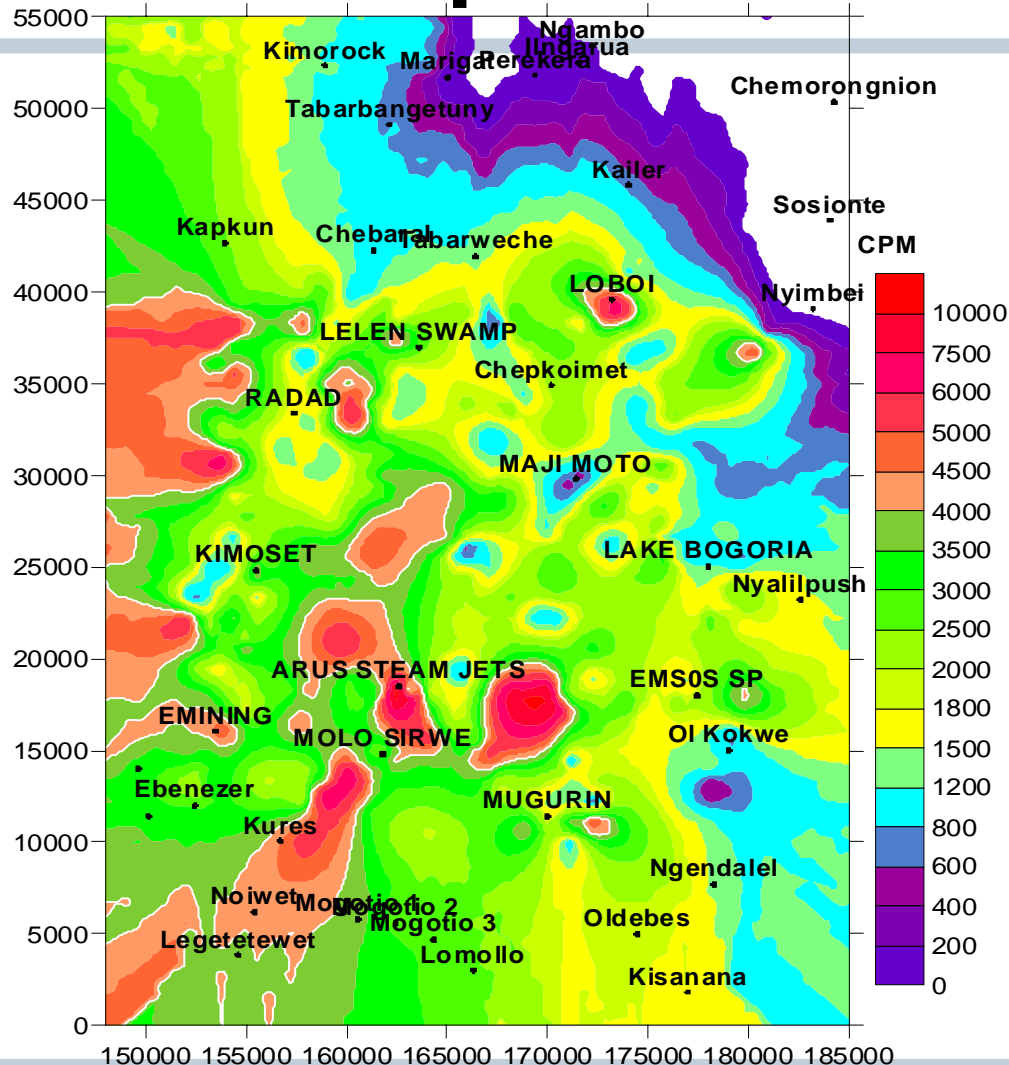 55000
Ngambo
Kimorock
Ilngarua
Marigat
Perekera
Chemorongnion
50000
Tabarbangetuny
Kailer
45000
Sosionte
Kapkun
Chebaral
Tabarweche
CPM
40000
LOBOI
Nyimbei
LELEN SWAMP
Chepkoimet
35000
RADAD
30000
MAJI MOTO
25000
KIMOSET
LAKE BOGORIA
Nyalilpush
20000
ARUS STEAM JETS
EMS0S SP
EMINING
MOLO SIRWE
Ol Kokwe
15000
Ebenezer
MUGURIN
Kures
10000
Ngendalel
Noiwet
Mogotio 1
Mogotio 2
Mogotio 3
Oldebes
5000
Legetetewet
Lomollo
Kisanana
0
150000 155000 160000 165000 170000 175000 180000 185000
10000
7500
6000
5000
4500
4000
3500
3000
2500
2000
1800
1500
1200
800
600
400
200
0